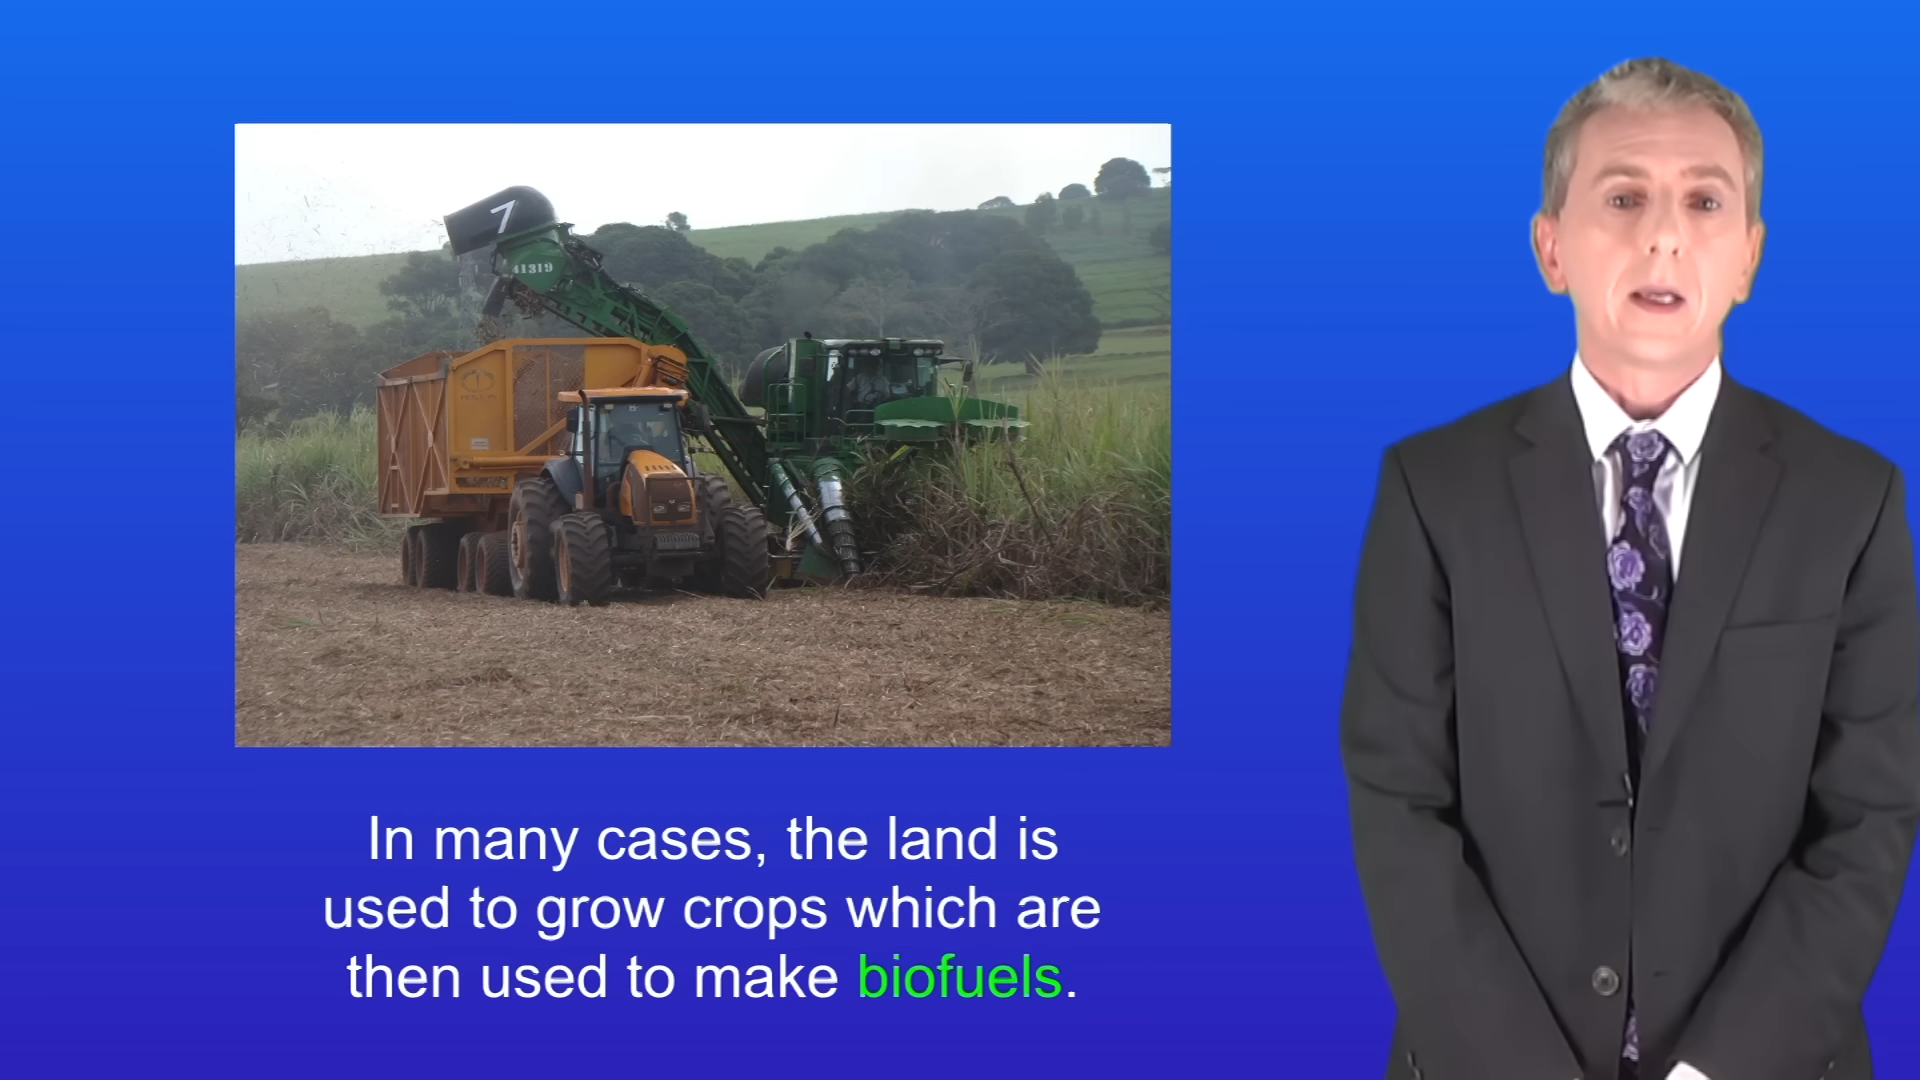 7
41319
In many cases, the land is
used to grow crops which are
then used to make biofuels.